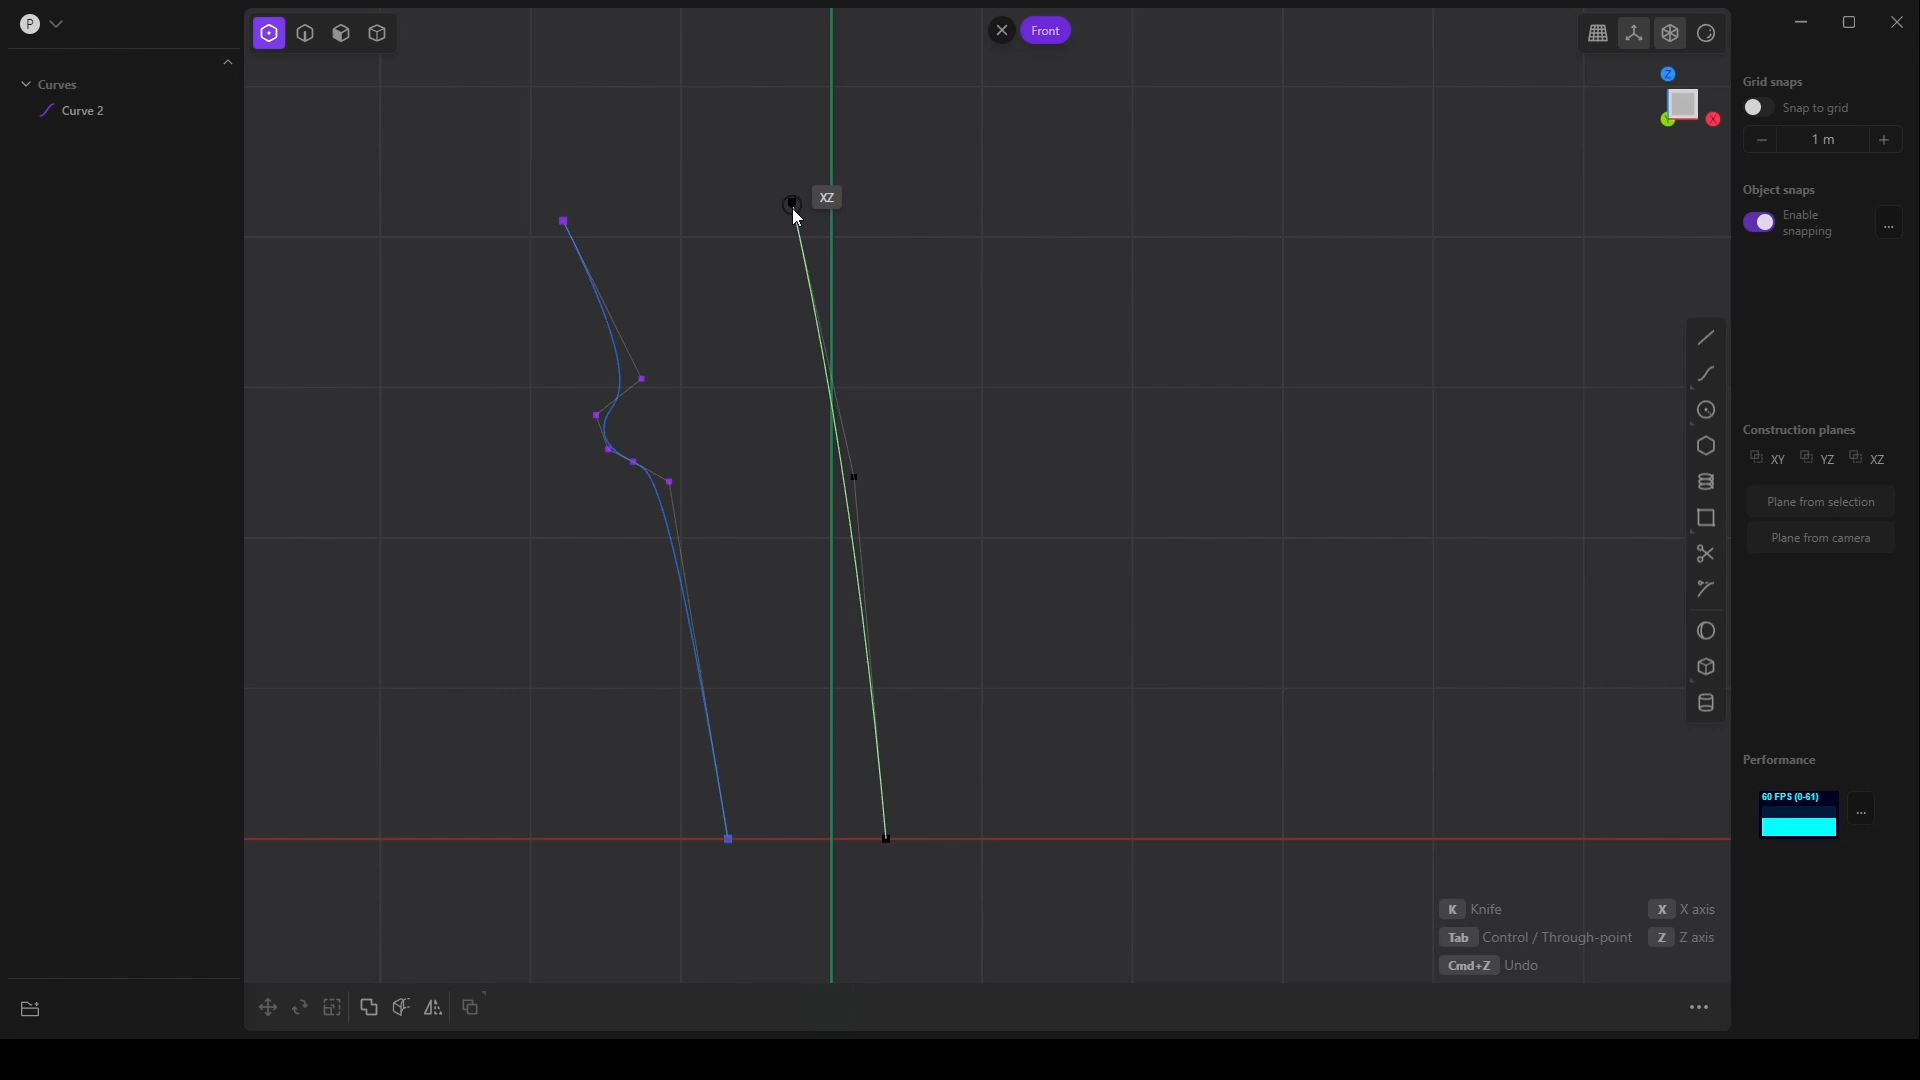 P
Curves
Curve 2
Front
XZ
Z
Y
X
Grid snaps
Snap to grid
1 m
Object snaps
Enable
snapping
...
Construction planes
XY
YZ
XZ
Plane from selection
Plane from camera
Performance
60 FPS (0-61)
...
K Knife
X X axis
Tab Control / Through-point
Z Z axis
Cmd+Z Undo